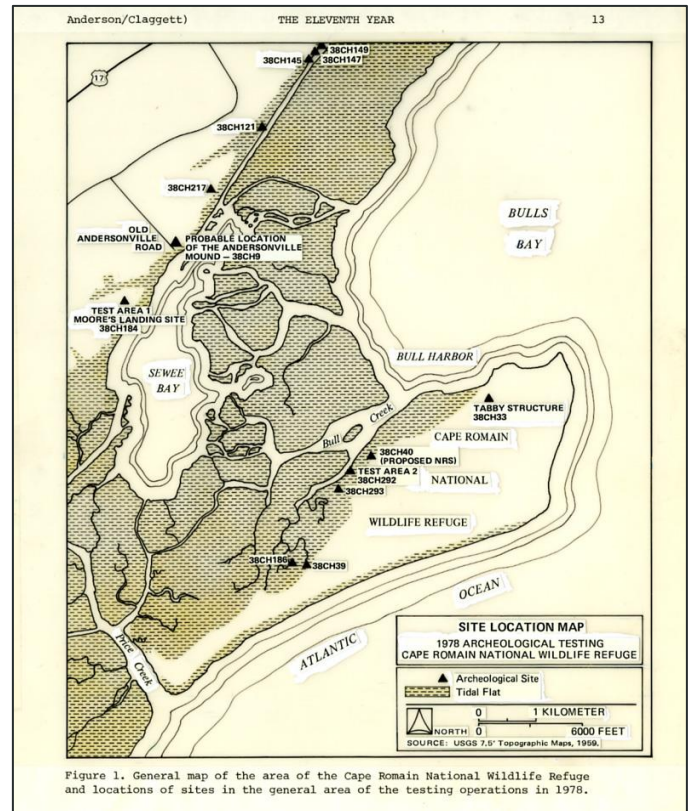 Anderson/Claggett) THE ELEVENTH YEAR 13
17
38CH149
38CH145
38CH147
38CH121
38CH217
BULLS
BAY
OLD
ANDERSONVILLE
ROAD
PROBABLE LOCATION
OF THE ANDERSONVILLE
MOUND — 38CH9
TEST AREA 1
MOORE'S LANDING SITE
38CH184
SEWEE
BAY
BULL HARBOR
TABBY STRUCTURE
38CH33
Bull Creek
CAPE ROMAIN
38CH40
(PROPOSED NRS)
TEST AREA 2
38CH292
NATIONAL
38CH293
WILDLIFE REFUGE
38CH186
38CH39
OCEAN
ATLANTIC
Price Creek
SITE LOCATION MAP
1978 ARCHEOLOGICAL TESTING
CAPE ROMAIN NATIONAL WILDLIFE REFUGE
Archeological Site
Tidal Flat
NORTH
0 1 KILOMETER
0 6000 FEET
SOURCE: USGS 7.5' Topographic Maps, 1959.
Figure 1. General map of the area of the Cape Romain National Wildlife Refuge
and locations of sites in the general area of the testing operations in 1978.